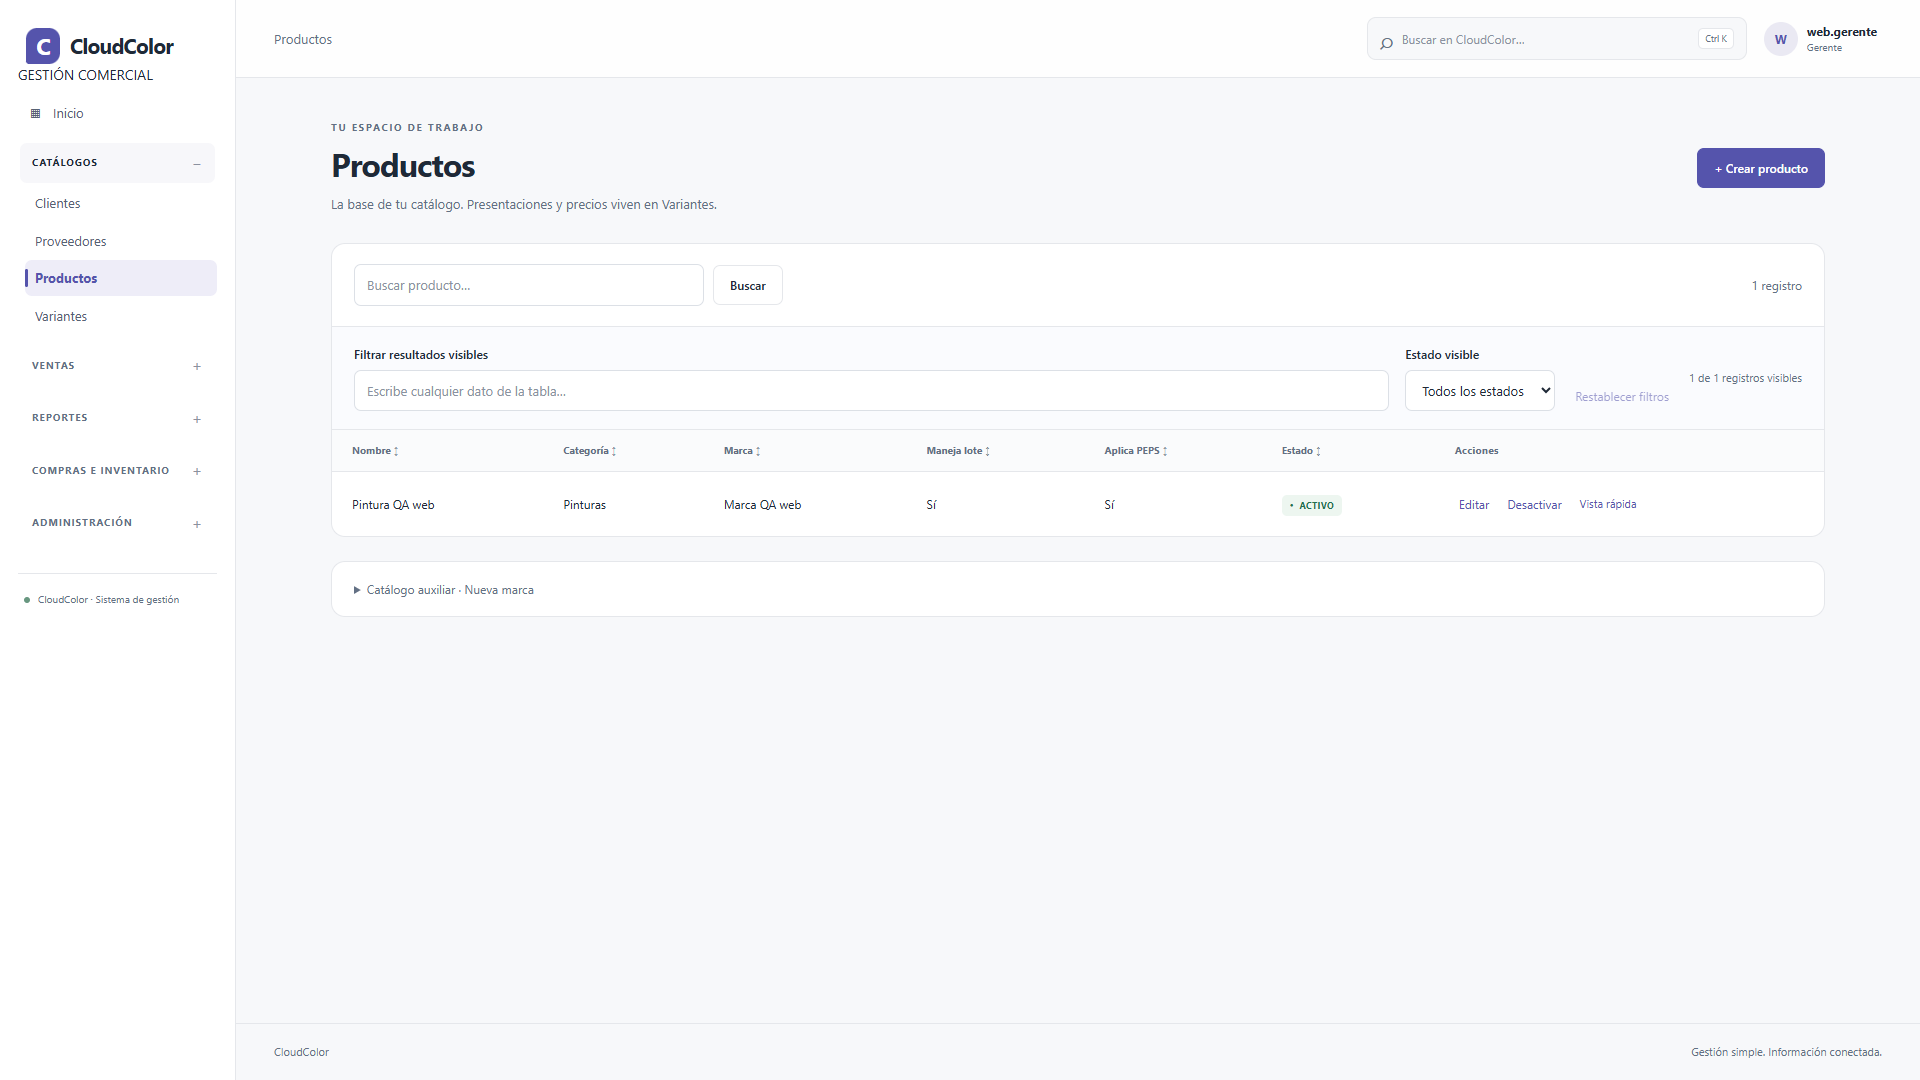 C CloudColor
GESTIÓN COMERCIAL
Inicio
CATÁLOGOS −
Clientes
Proveedores
Productos
Variantes
VENTAS +
REPORTES +
COMPRAS E INVENTARIO +
ADMINISTRACIÓN +
CloudColor · Sistema de gestión
Productos
Buscar en CloudColor... Ctrl K
W web.gerente
Gerente
TU ESPACIO DE TRABAJO
Productos
La base de tu catálogo. Presentaciones y precios viven en Variantes.
+ Crear producto
Buscar producto... Buscar 1 registro
Filtrar resultados visibles Estado visible
Escribe cualquier dato de la tabla... Todos los estados Restablecer filtros 1 de 1 registros visibles
Nombre ↕ Categoría ↕ Marca ↕ Maneja lote ↕ Aplica PEPS ↕ Estado ↕ Acciones
Pintura QA web Pinturas Marca QA web Sí Sí • ACTIVO Editar Desactivar Vista rápida
▶ Catálogo auxiliar · Nueva marca
CloudColor Gestión simple. Información conectada.